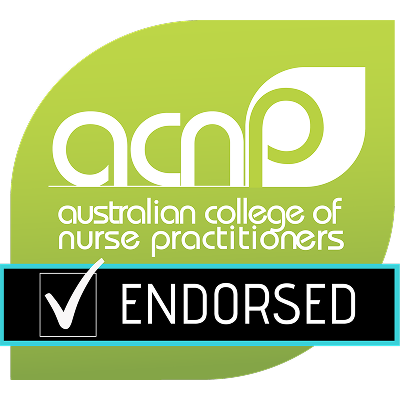 acnp
australian college of
nurse practitioners
ENDORSED